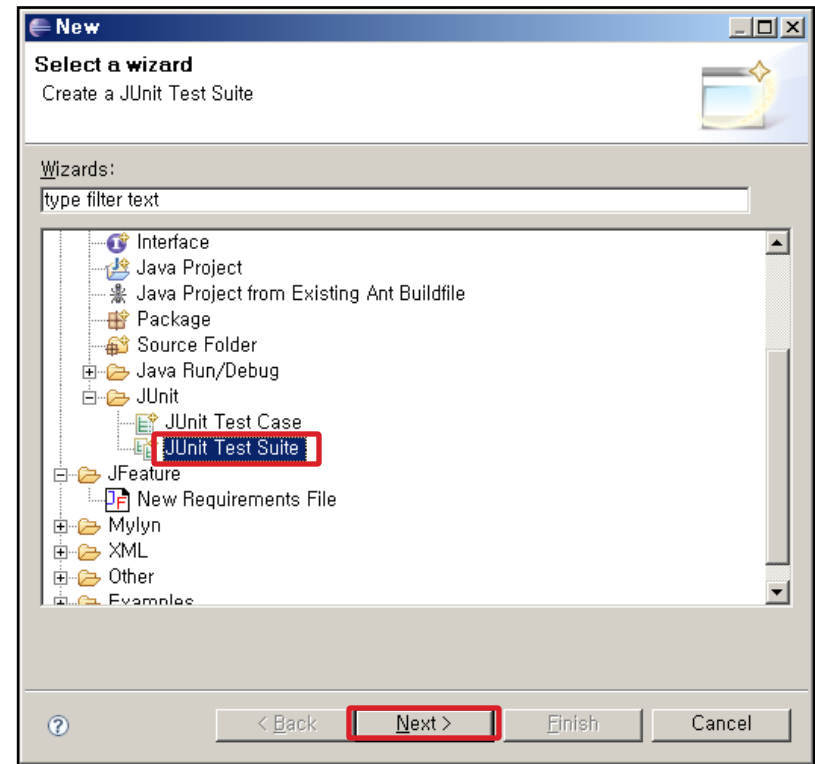 New
Select a wizard
Create a JUnit Test Suite
Wizards:
type filter text
Interface
Java Project
Java Project from Existing Ant Buildfile
Package
Source Folder
Java Run/Debug
JUnit
JUnit Test Case
JUnit Test Suite
JFeature
New Requirements File
Mylyn
XML
Other
Examples
< Back Next > Finish Cancel